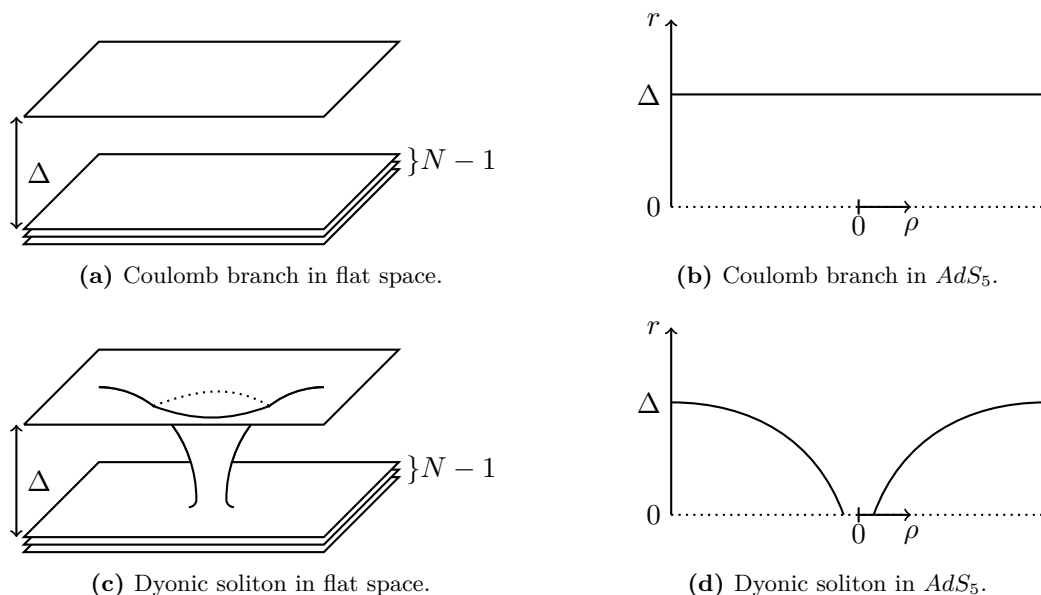 Δ
}N − 1
(a) Coulomb branch in flat space.
r
Δ
0
0
ρ
(b) Coulomb branch in AdS₅.
Δ
}N − 1
(c) Dyonic soliton in flat space.
r
Δ
0
0
ρ
(d) Dyonic soliton in AdS₅.